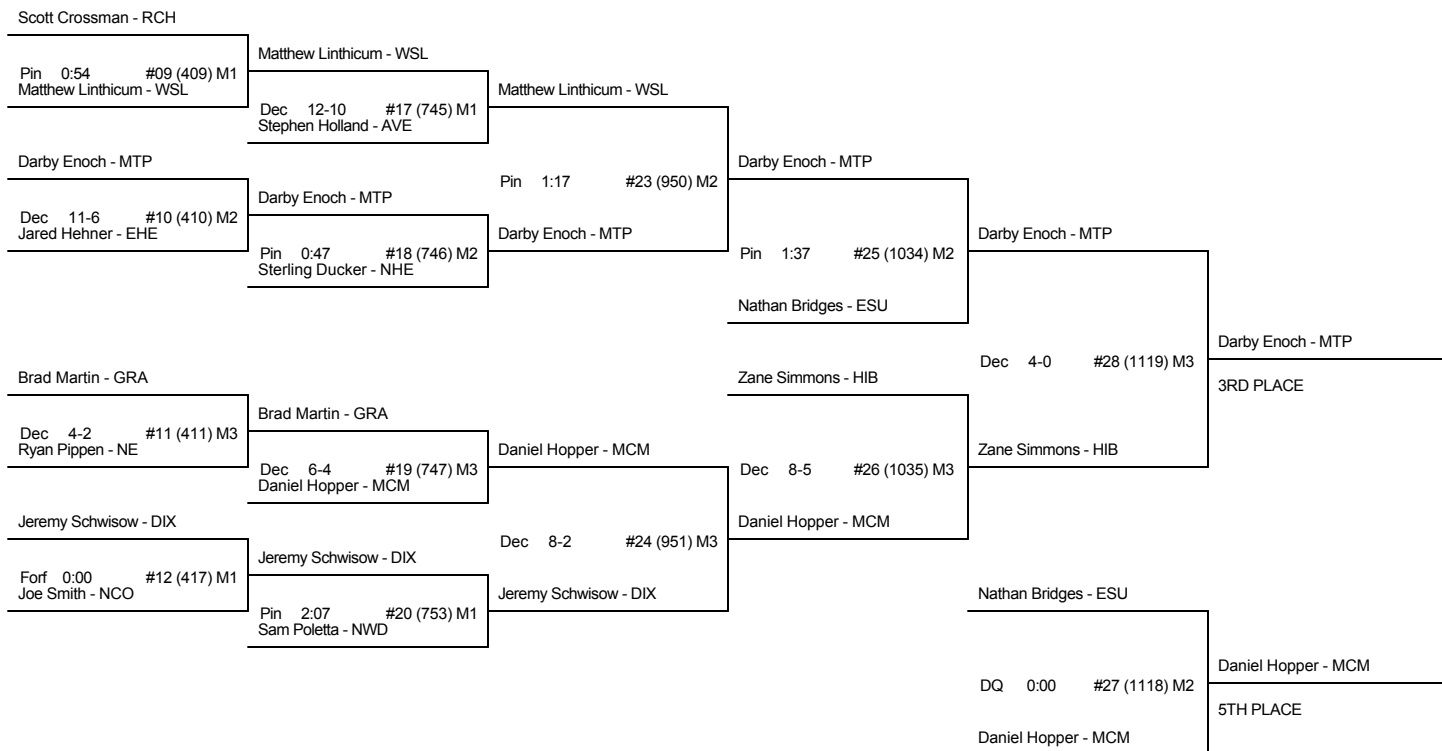 Scott Crossman - RCH
Pin 0:54 #09 (409) M1
Matthew Linthicum - WSL
Darby Enoch - MTP
Dec 11-6 #10 (410) M2
Jared Hehner - EHE
Brad Martin - GRA
Dec 4-2 #11 (411) M3
Ryan Pippen - NE
Jeremy Schwisow - DIX
Forf 0:00 #12 (417) M1
Joe Smith - NCO
Matthew Linthicum - WSL
Dec 12-10 #17 (745) M1
Stephen Holland - AVE
Darby Enoch - MTP
Pin 0:47 #18 (746) M2
Sterling Ducker - NHE
Brad Martin - GRA
Dec 6-4 #19 (747) M3
Daniel Hopper - MCM
Jeremy Schwisow - DIX
Pin 2:07 #20 (753) M1
Sam Poletta - NWD
Matthew Linthicum - WSL
Pin 1:17 #23 (950) M2
Darby Enoch - MTP
Daniel Hopper - MCM
Dec 8-2 #24 (951) M3
Jeremy Schwisow - DIX
Darby Enoch - MTP
Pin 1:37 #25 (1034) M2
Nathan Bridges - ESU
Zane Simmons - HIB
Dec 8-5 #26 (1035) M3
Daniel Hopper - MCM
Darby Enoch - MTP
Dec 4-0 #28 (1119) M3
Zane Simmons - HIB
Nathan Bridges - ESU
DQ 0:00 #27 (1118) M2
Daniel Hopper - MCM
Darby Enoch - MTP
3RD PLACE
Daniel Hopper - MCM
5TH PLACE